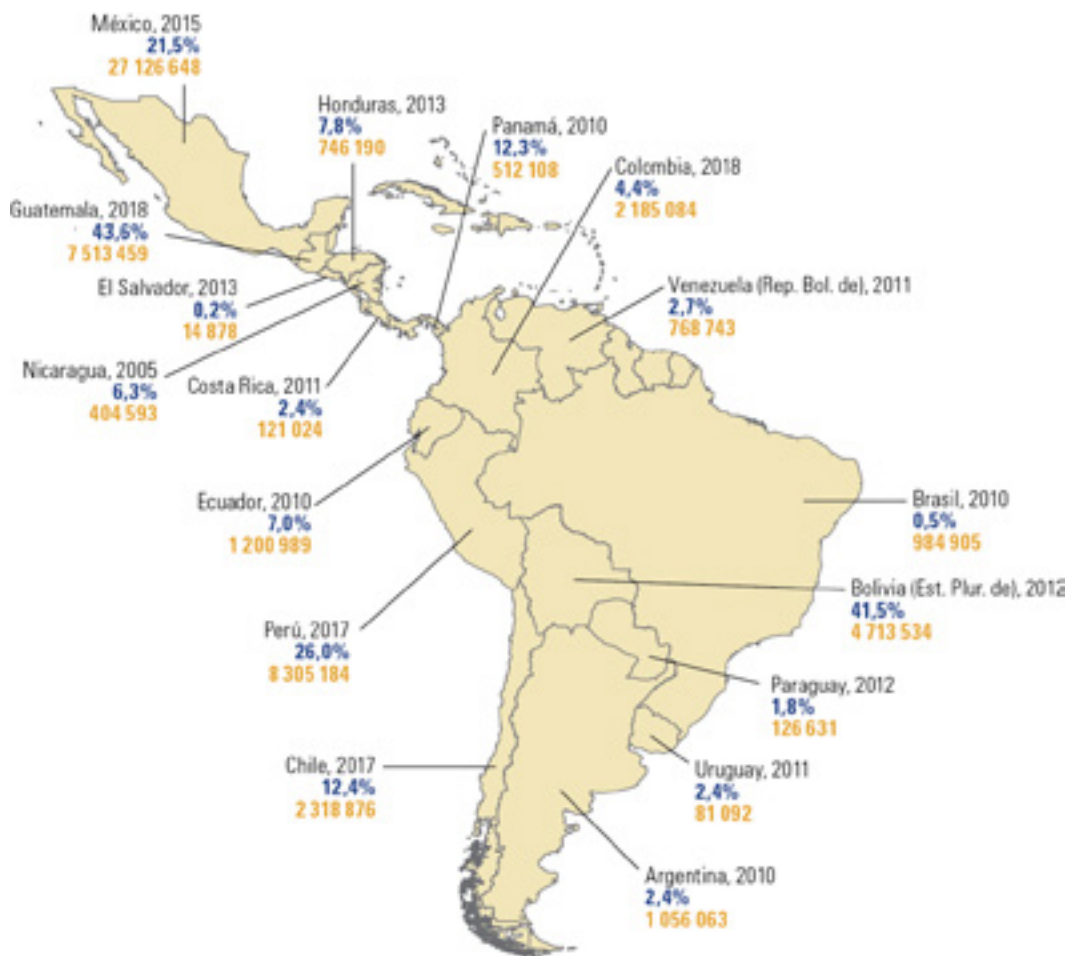 México, 2015
21,5%
27 126 648
Honduras, 2013
7,8%
746 190
Panamá, 2010
12,3%
512 108
Colombia, 2018
4,4%
2 185 084
Guatemala, 2018
43,6%
7 513 459
El Salvador, 2013
0,2%
14 878
Venezuela (Rep. Bol. de), 2011
2,7%
768 743
Nicaragua, 2005
6,3%
404 593
Costa Rica, 2011
2,4%
121 024
Ecuador, 2010
7,0%
1 200 989
Brasil, 2010
0,5%
984 905
Bolivia (Est. Plur. de), 2012
41,5%
4 713 534
Perú, 2017
26,0%
8 305 184
Paraguay, 2012
1,8%
126 631
Chile, 2017
12,4%
2 318 876
Uruguay, 2011
2,4%
81 092
Argentina, 2010
2,4%
1 056 063